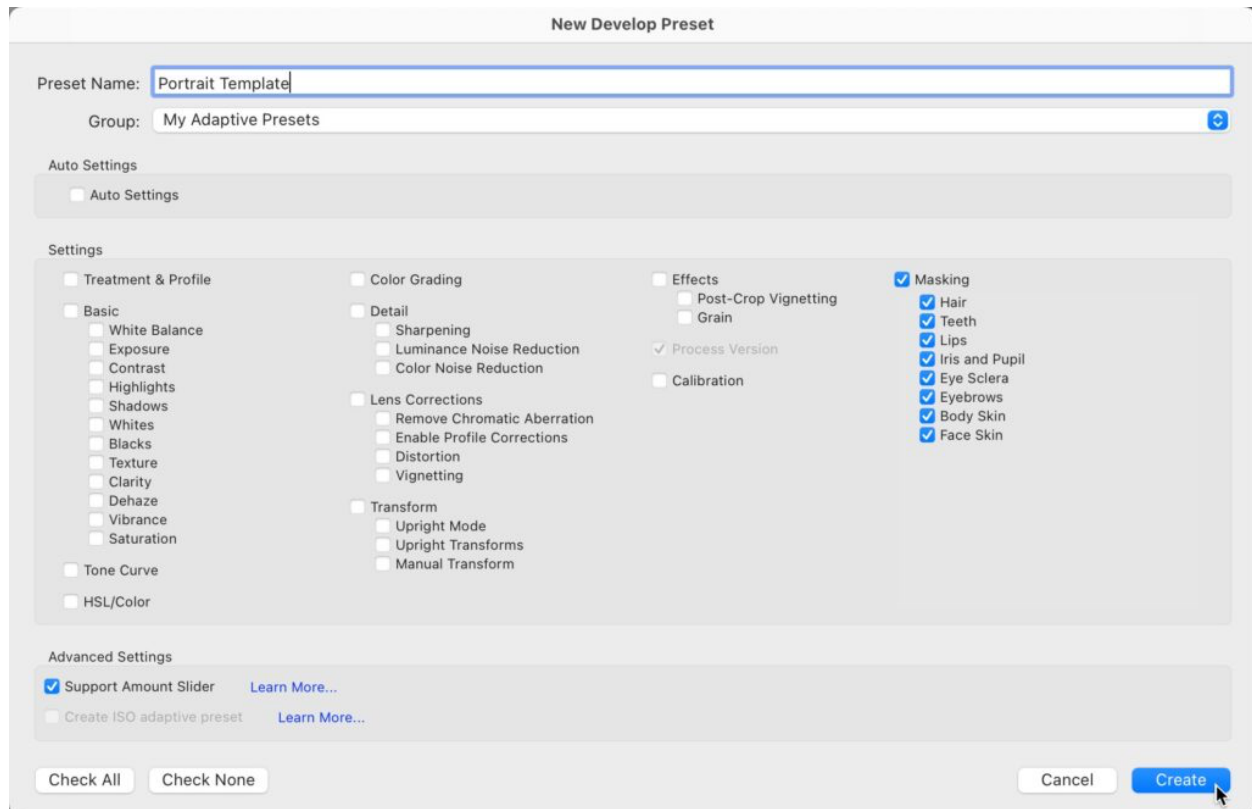 New Develop Preset
Preset Name: Portrait Template
Group: My Adaptive Presets
Auto Settings
Auto Settings
Settings
Treatment & Profile
Basic
White Balance
Exposure
Contrast
Highlights
Shadows
Whites
Blacks
Texture
Clarity
Dehaze
Vibrance
Saturation
Tone Curve
HSL/Color
Color Grading
Detail
Sharpening
Luminance Noise Reduction
Color Noise Reduction
Lens Corrections
Remove Chromatic Aberration
Enable Profile Corrections
Distortion
Vignetting
Transform
Upright Mode
Upright Transforms
Manual Transform
Effects
Post-Crop Vignetting
Grain
Process Version
Calibration
Masking
Hair
Teeth
Lips
Iris and Pupil
Eye Sclera
Eyebrows
Body Skin
Face Skin
Advanced Settings
Support Amount Slider Learn More...
Create ISO adaptive preset Learn More...
Check All Check None Cancel Create